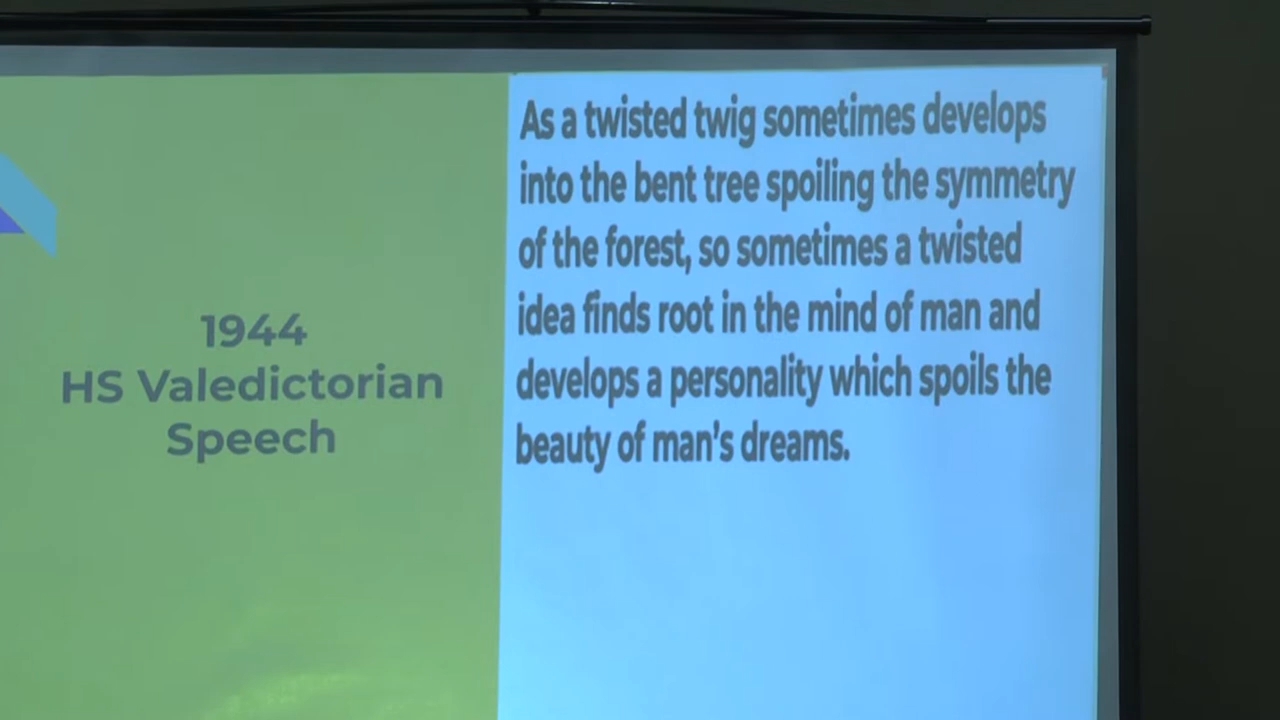 1944
HS Valedictorian
Speech
As a twisted twig sometimes develops
into the bent tree spoiling the symmetry
of the forest, so sometimes a twisted
idea finds root in the mind of man and
develops a personality which spoils the
beauty of man's dreams.